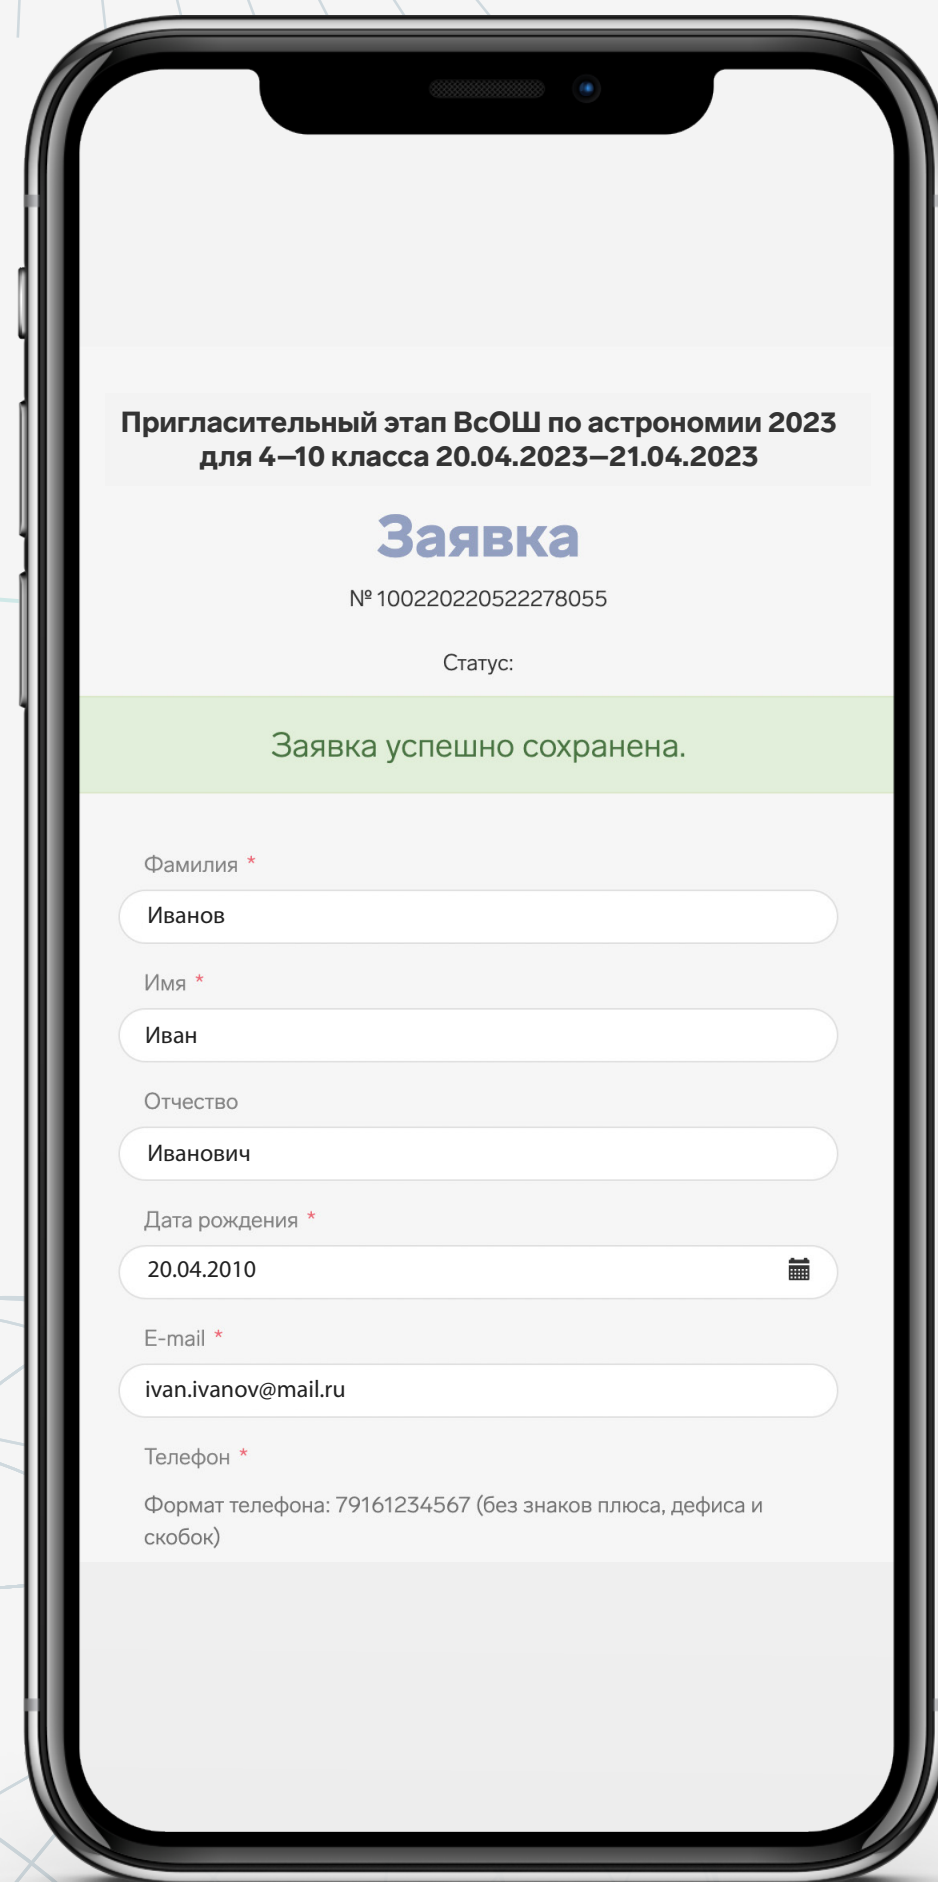 Пригласительный этап ВсОШ по астрономии 2023
для 4–10 класса 20.04.2023–21.04.2023
Заявка
№ 100220220522278055
Статус:
Заявка успешно сохранена.
Фамилия *
Иванов
Имя *
Иван
Отчество
Иванович
Дата рождения *
20.04.2010
E-mail *
ivan.ivanov@mail.ru
Телефон *
Формат телефона: 79161234567 (без знаков плюса, дефиса и
скобок)